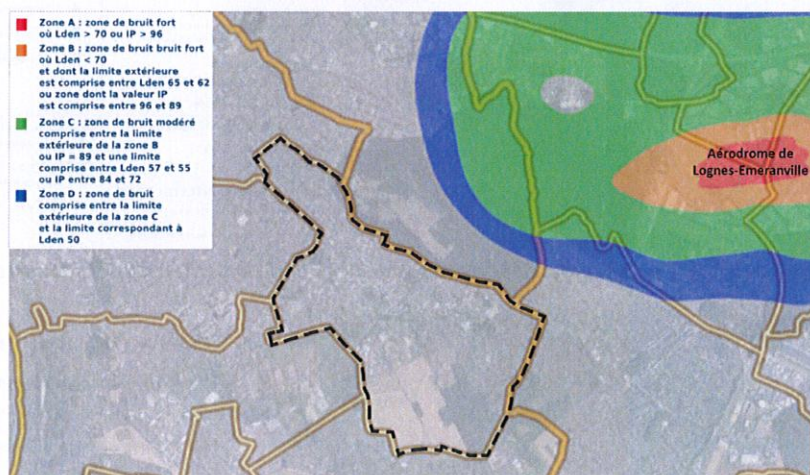 Zone A : zone de bruit fort
où Lden > 70 ou IP > 96
Zone B : zone de bruit bruit fort
où Lden < 70
et dont la limite extérieure
est comprise entre Lden 65 et 62
ou zone dont la valeur IP
est comprise entre 96 et 89
Zone C : zone de bruit modéré
comprise entre la limite
extérieure de la zone B
ou IP = 89 et une limite
comprise entre Lden 57 et 55
ou IP entre 84 et 72
Zone D : zone de bruit
comprise entre la limite
extérieure de la zone C
et la limite correspondant à
Lden 50
Aérodrome de
Lognes-Emeranville